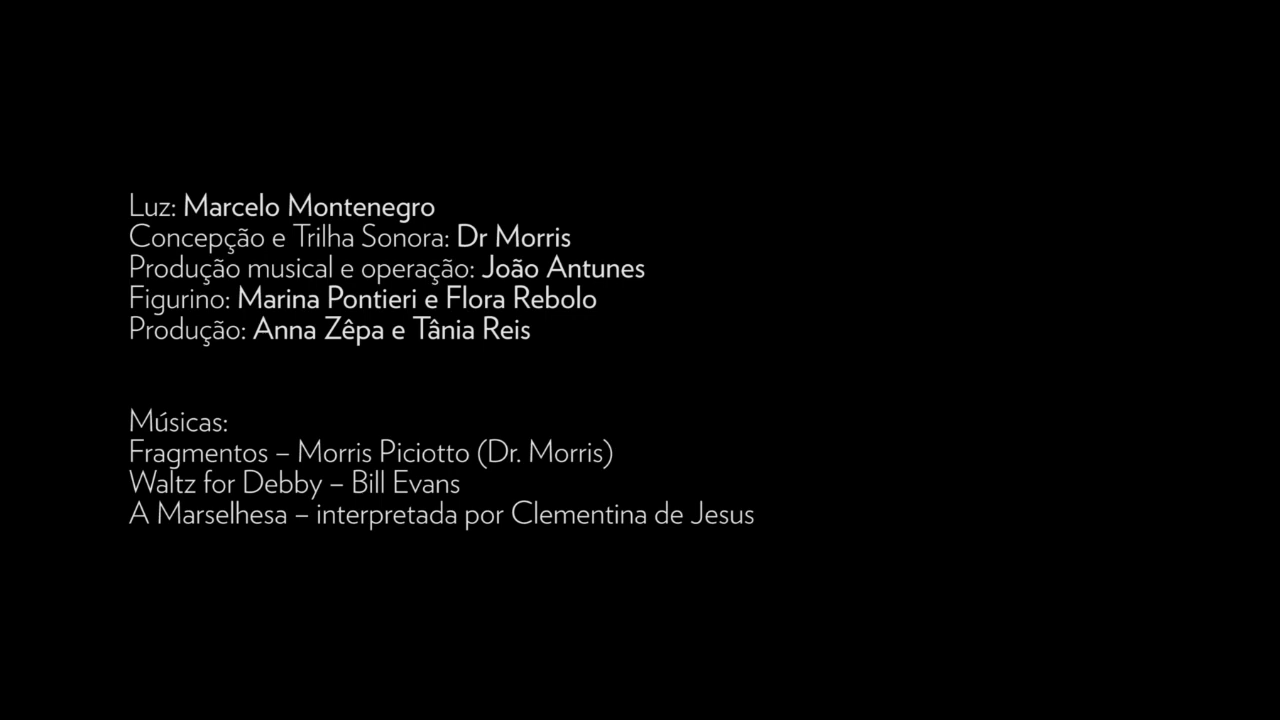 Luz: Marcelo Montenegro
Concepção e Trilha Sonora: Dr Morris
Produção musical e operação: João Antunes
Figurino: Marina Pontieri e Flora Rebolo
Produção: Anna Zêpa e Tânia Reis
Músicas:
Fragmentos – Morris Piciotto (Dr. Morris)
Waltz for Debby – Bill Evans
A Marselhesa – interpretada por Clementina de Jesus